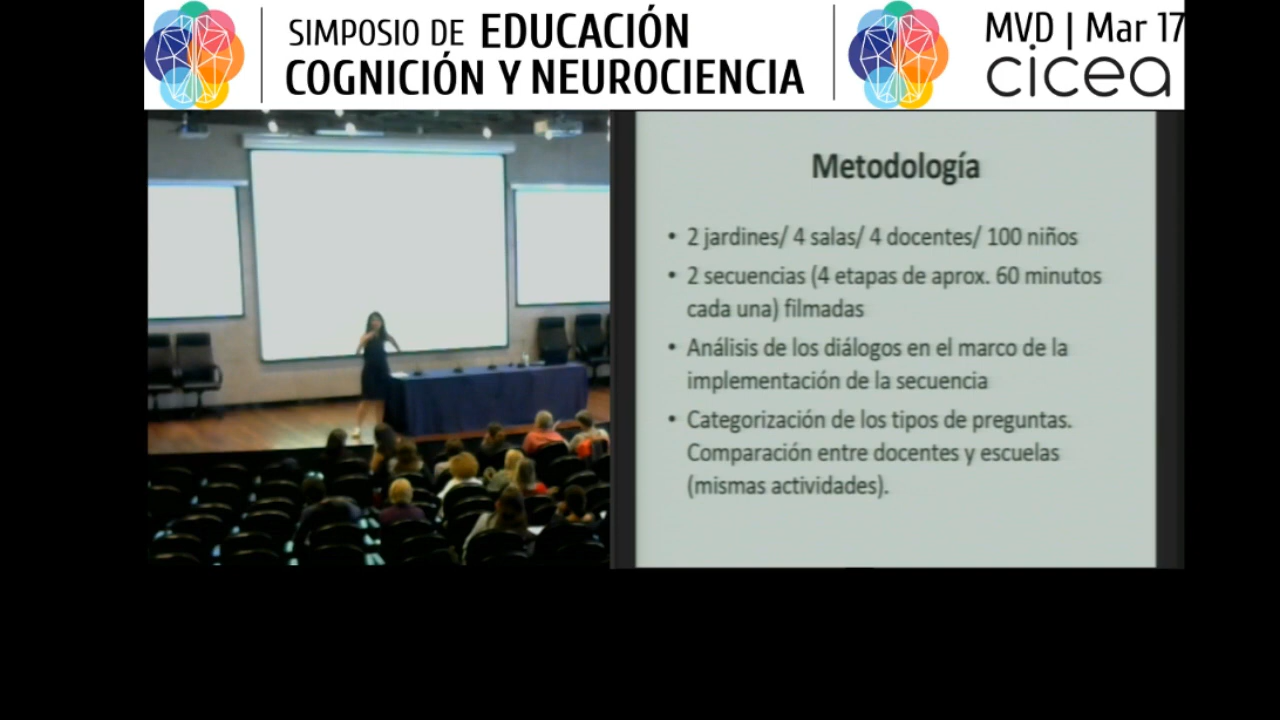 SIMPOSIO DE EDUCACIÓN
COGNICIÓN Y NEUROCIENCIA
MVD | Mar 17
cicea
Metodología
• 2 jardines/ 4 salas/ 4 docentes/ 100 niños
• 2 secuencias (4 etapas de aprox. 60 minutos
cada una) filmadas
• Análisis de los diálogos en el marco de la
implementación de la secuencia
• Categorización de los tipos de preguntas.
Comparación entre docentes y escuelas
(mismas actividades).